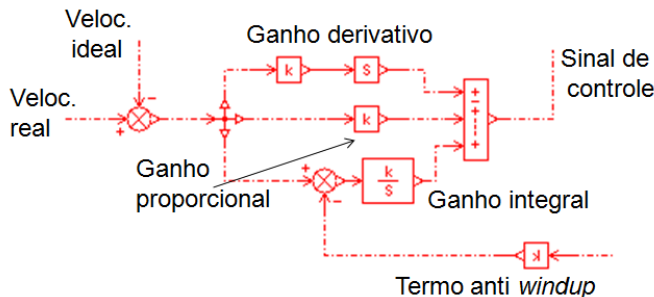 Veloc.
ideal
Ganho derivativo
Sinal de
controle
k
S
Veloc.
real
k
Ganho
proporcional
k
S
Ganho integral
k
Termo anti windup